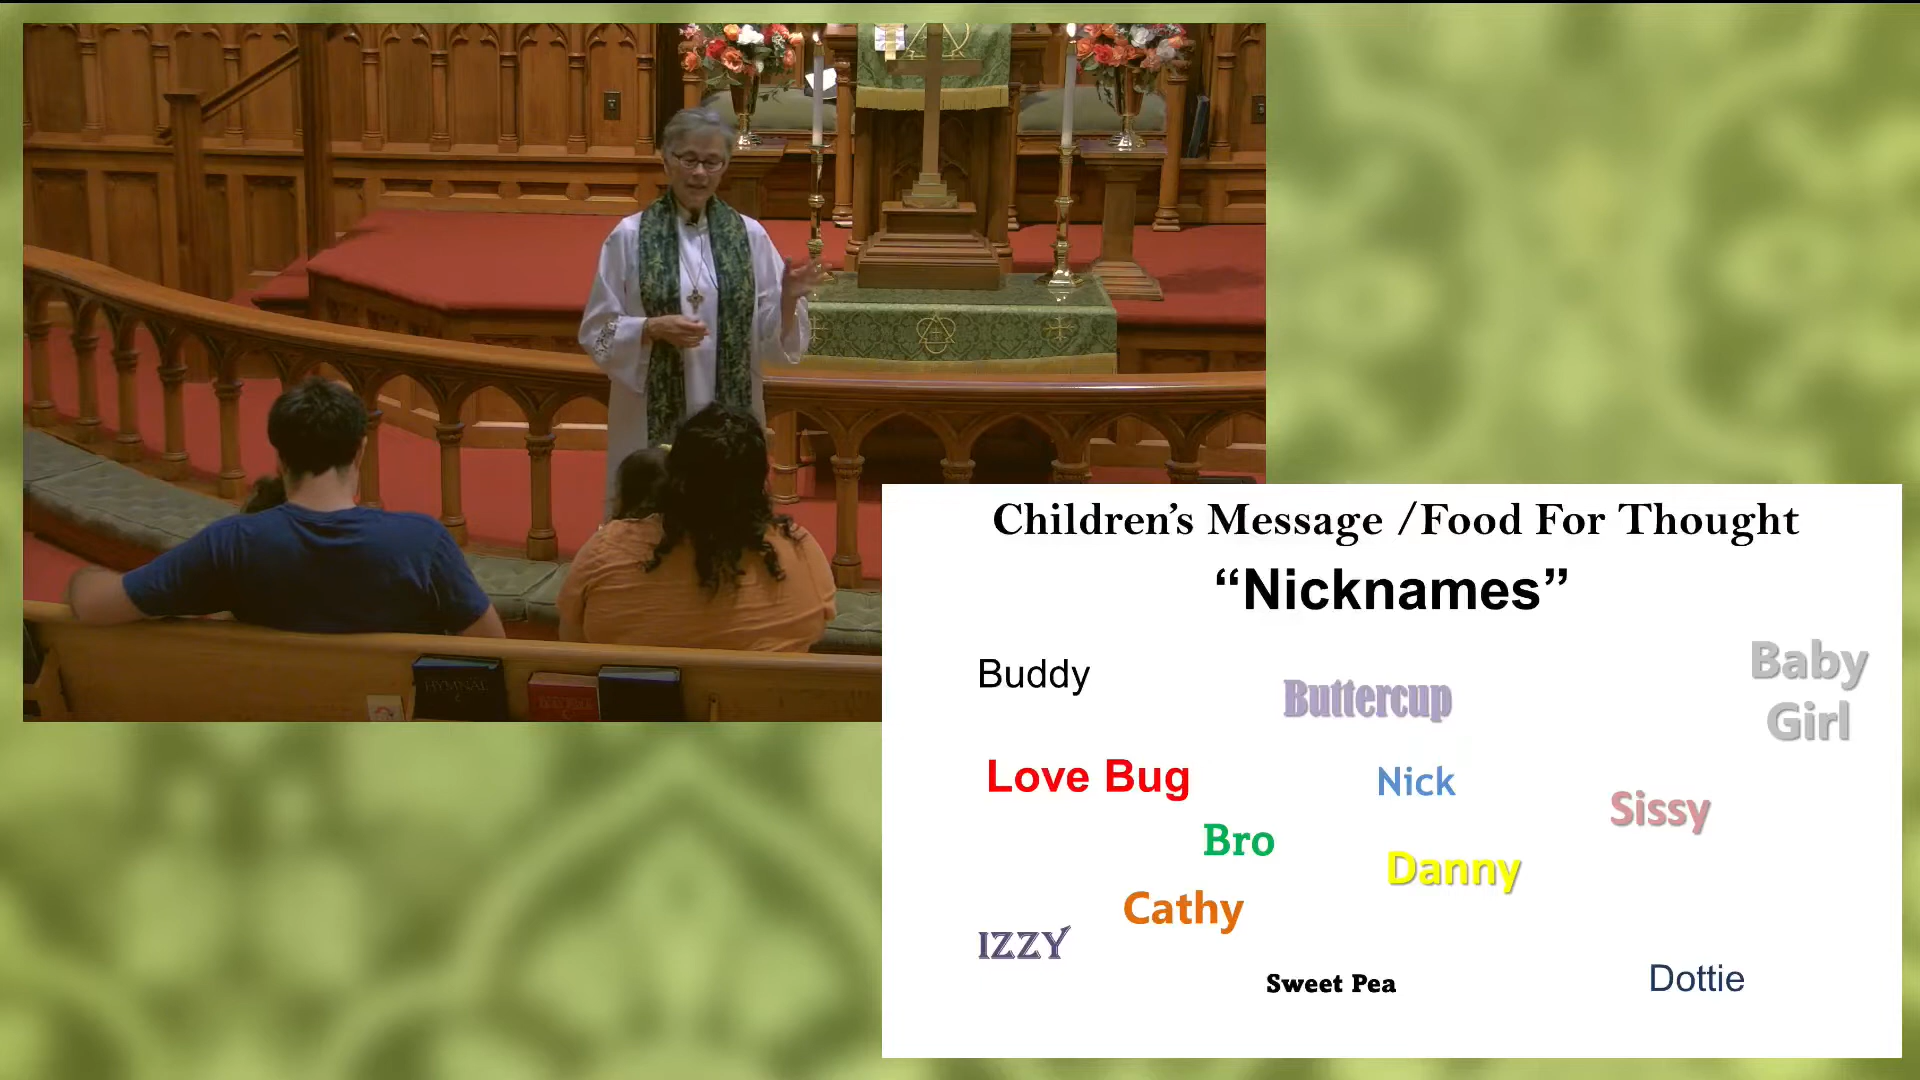 Children’s Message /Food For Thought
“Nicknames”
Buddy
Buttercup
Baby
Girl
Love Bug
Nick
Sissy
Bro
Danny
Cathy
IZZY
Sweet Pea
Dottie
HYMNAL